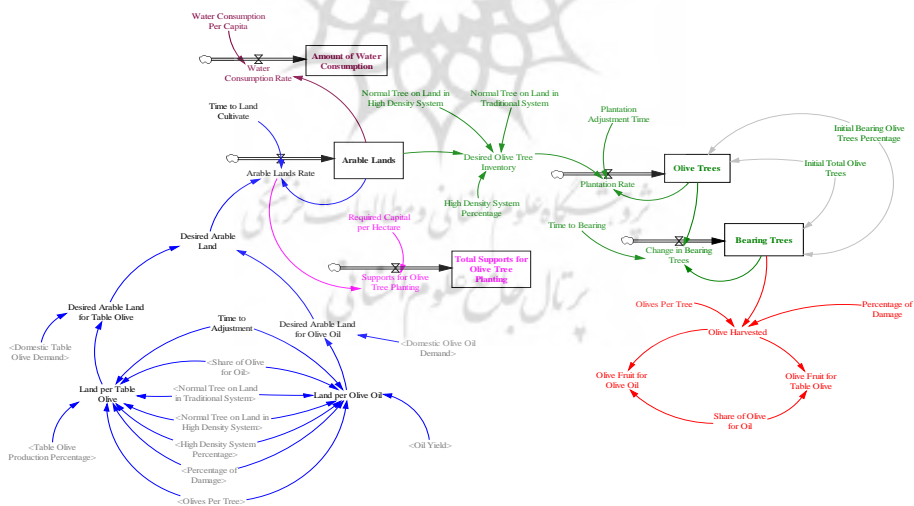 Water Consumption
Per Capita
Amount of Water
Consumption
Water
Consumption Rate
Normal Tree on Land in
High Density System
Normal Tree on Land in
Traditional System
Time to Land
Cultivate
Plantation
Adjustment Time
Initial Bearing Olive
Trees Percentage
Arable Lands
Desired Olive Tree
Inventory
Olive Trees
Initial Total Olive
Trees
Arable Lands Rate
Plantation Rate
پژوهشگاه علوم انسانی و مطالعات فرهنگی
High Density System
Percentage
Required Capital
per Hectare
Time to Bearing
Desired Arable
Land
Change in Bearing
Trees
Bearing Trees
Total Supports for
Olive Tree
Planting
Supports for Olive
Tree Planting
پرتال جامع علوم انسانی
Desired Arable Land
for Table Olive
Time to
Adjustment
Desired Arable Land
for Olive Oil
Olives Per Tree
Percentage of
Damage
Olive Harvested
<Domestic Table
Olive Demand>
<Domestic Olive Oil
Demand>
<Share of Olive
for Oil>
Olive Fruit for
Olive Oil
Olive Fruit for
Table Olive
Land per Table
Olive
<Normal Tree on Land
in Traditional System>
Land per Olive Oil
<Normal Tree on Land in
High Density System>
Share of Olive
for Oil
<Table Olive
Production Percentage>
<High Density System
Percentage>
<Oil Yield>
<Percentage of
Damage>
<Olives Per Tree>